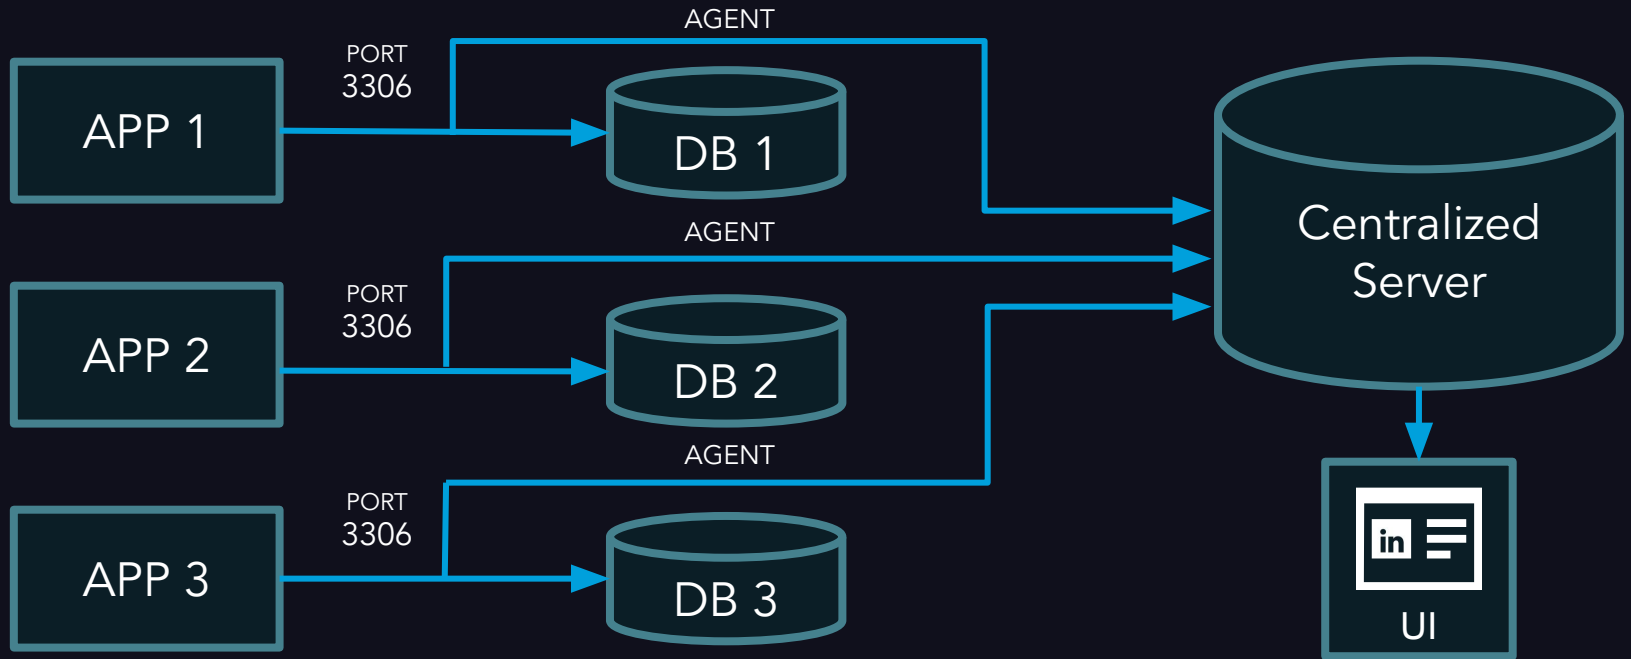 AGENT
PORT
3306
APP 1
DB 1
AGENT
PORT
3306
APP 2
DB 2
AGENT
PORT
3306
APP 3
DB 3
Centralized
Server
in
UI